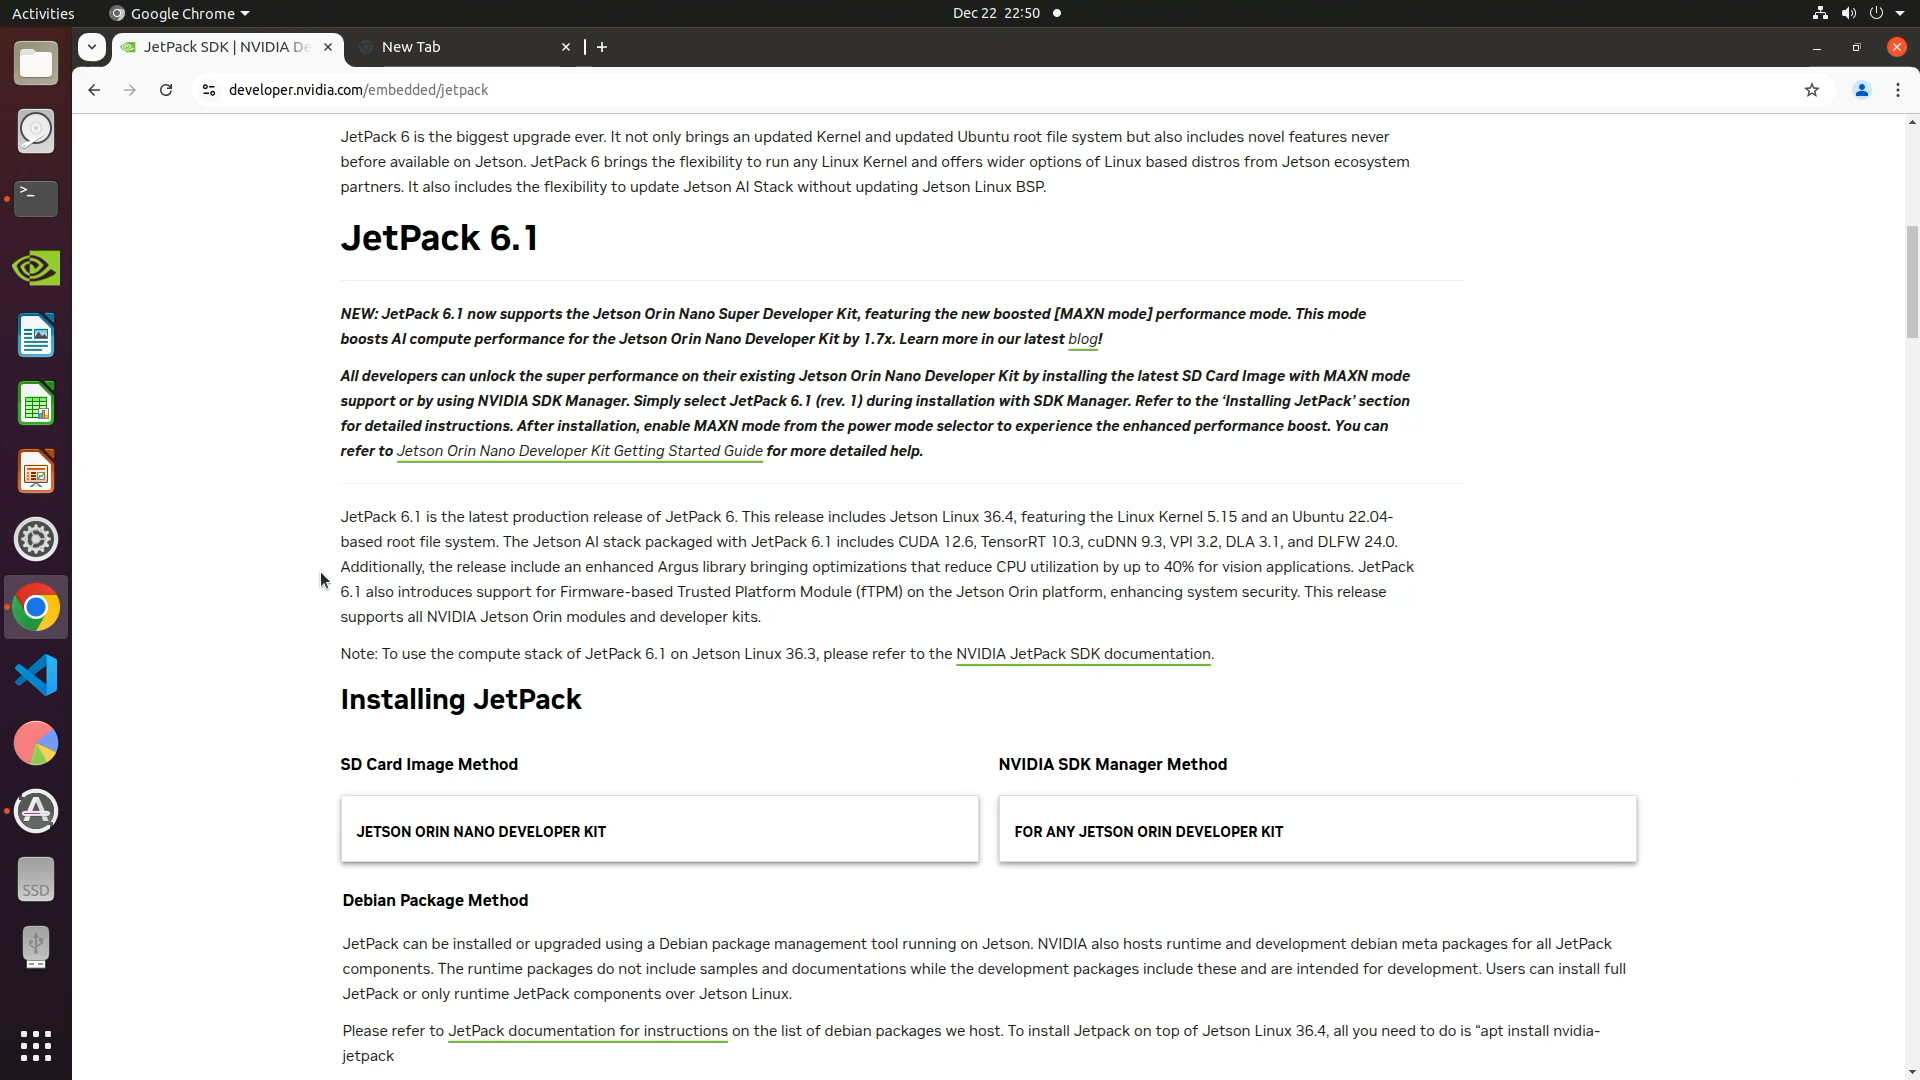 Activities
Google Chrome
Dec 22 22:50
JetPack SDK | NVIDIA De
New Tab
developer.nvidia.com/embedded/jetpack
JetPack 6 is the biggest upgrade ever. It not only brings an updated Kernel and updated Ubuntu root file system but also includes novel features never
before available on Jetson. JetPack 6 brings the flexibility to run any Linux Kernel and offers wider options of Linux based distros from Jetson ecosystem
partners. It also includes the flexibility to update Jetson AI Stack without updating Jetson Linux BSP.
JetPack 6.1
NEW: JetPack 6.1 now supports the Jetson Orin Nano Super Developer Kit, featuring the new boosted [MAXN mode] performance mode. This mode
boosts AI compute performance for the Jetson Orin Nano Developer Kit by 1.7x. Learn more in our latest blog!
All developers can unlock the super performance on their existing Jetson Orin Nano Developer Kit by installing the latest SD Card Image with MAXN mode
support or by using NVIDIA SDK Manager. Simply select JetPack 6.1 (rev. 1) during installation with SDK Manager. Refer to the ‘Installing JetPack’ section
for detailed instructions. After installation, enable MAXN mode from the power mode selector to experience the enhanced performance boost. You can
refer to Jetson Orin Nano Developer Kit Getting Started Guide for more detailed help.
JetPack 6.1 is the latest production release of JetPack 6. This release includes Jetson Linux 36.4, featuring the Linux Kernel 5.15 and an Ubuntu 22.04-
based root file system. The Jetson AI stack packaged with JetPack 6.1 includes CUDA 12.6, TensorRT 10.3, cuDNN 9.3, VPI 3.2, DLA 3.1, and DLFW 24.0.
Additionally, the release include an enhanced Argus library bringing optimizations that reduce CPU utilization by up to 40% for vision applications. JetPack
6.1 also introduces support for Firmware-based Trusted Platform Module (fTPM) on the Jetson Orin platform, enhancing system security. This release
supports all NVIDIA Jetson Orin modules and developer kits.
Note: To use the compute stack of JetPack 6.1 on Jetson Linux 36.3, please refer to the NVIDIA JetPack SDK documentation.
Installing JetPack
SD Card Image Method
NVIDIA SDK Manager Method
JETSON ORIN NANO DEVELOPER KIT
FOR ANY JETSON ORIN DEVELOPER KIT
Debian Package Method
JetPack can be installed or upgraded using a Debian package management tool running on Jetson. NVIDIA also hosts runtime and development debian meta packages for all JetPack
components. The runtime packages do not include samples and documentations while the development packages include these and are intended for development. Users can install full
JetPack or only runtime JetPack components over Jetson Linux.
Please refer to JetPack documentation for instructions on the list of debian packages we host. To install Jetpack on top of Jetson Linux 36.4, all you need to do is “apt install nvidia-
jetpack
SSD